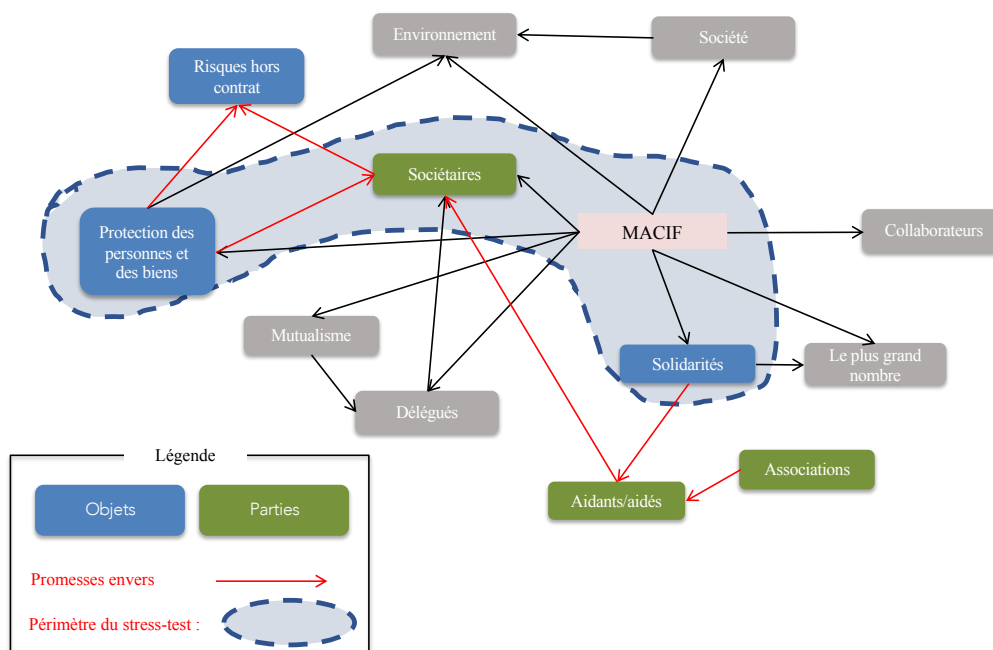 Environnement
Société
Risques hors
contrat
Sociétaires
Protection des
personnes et
des biens
MACIF
Collaborateurs
Mutualisme
Solidarités
Le plus grand
nombre
Délégués
Associations
Aidants/aidés
Légende
Objets
Parties
Promesses envers
Périmètre du stress-test :